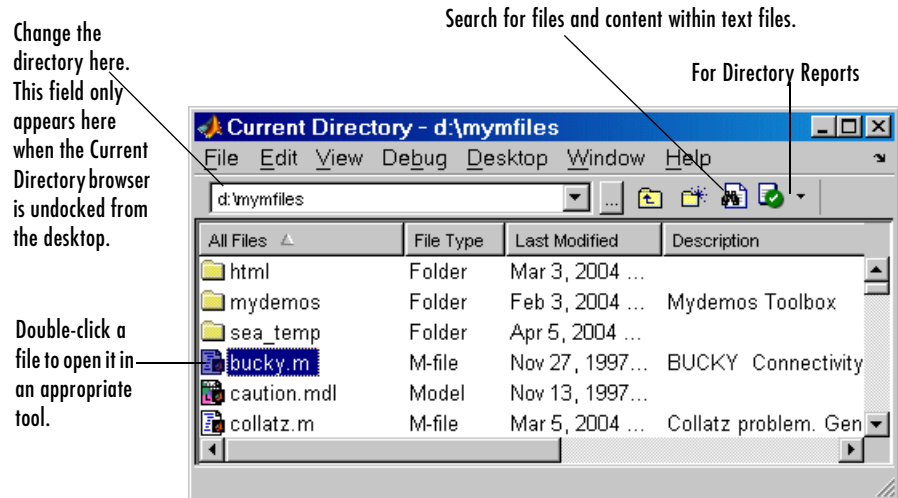 Search for files and content within text files.
Change the
directory here.
This field only
appears here
when the Current
Directory browser
is undocked from
the desktop.
For Directory Reports
Current Directory - d:\mymfiles
File Edit View Debug Desktop Window Help
d:\mymfiles ...
All Files File Type Last Modified Description
html Folder Mar 3, 2004 ...
mydemos Folder Feb 3, 2004 ... Mydemos Toolbox
sea_temp Folder Apr 5, 2004 ...
bucky.m M-file Nov 27, 1997... BUCKY Connectivity
caution.mdl Model Nov 13, 1997...
collatz.m M-file Mar 5, 2004 ... Collatz problem. Gen
Double-click a
file to open it in
an appropriate
tool.